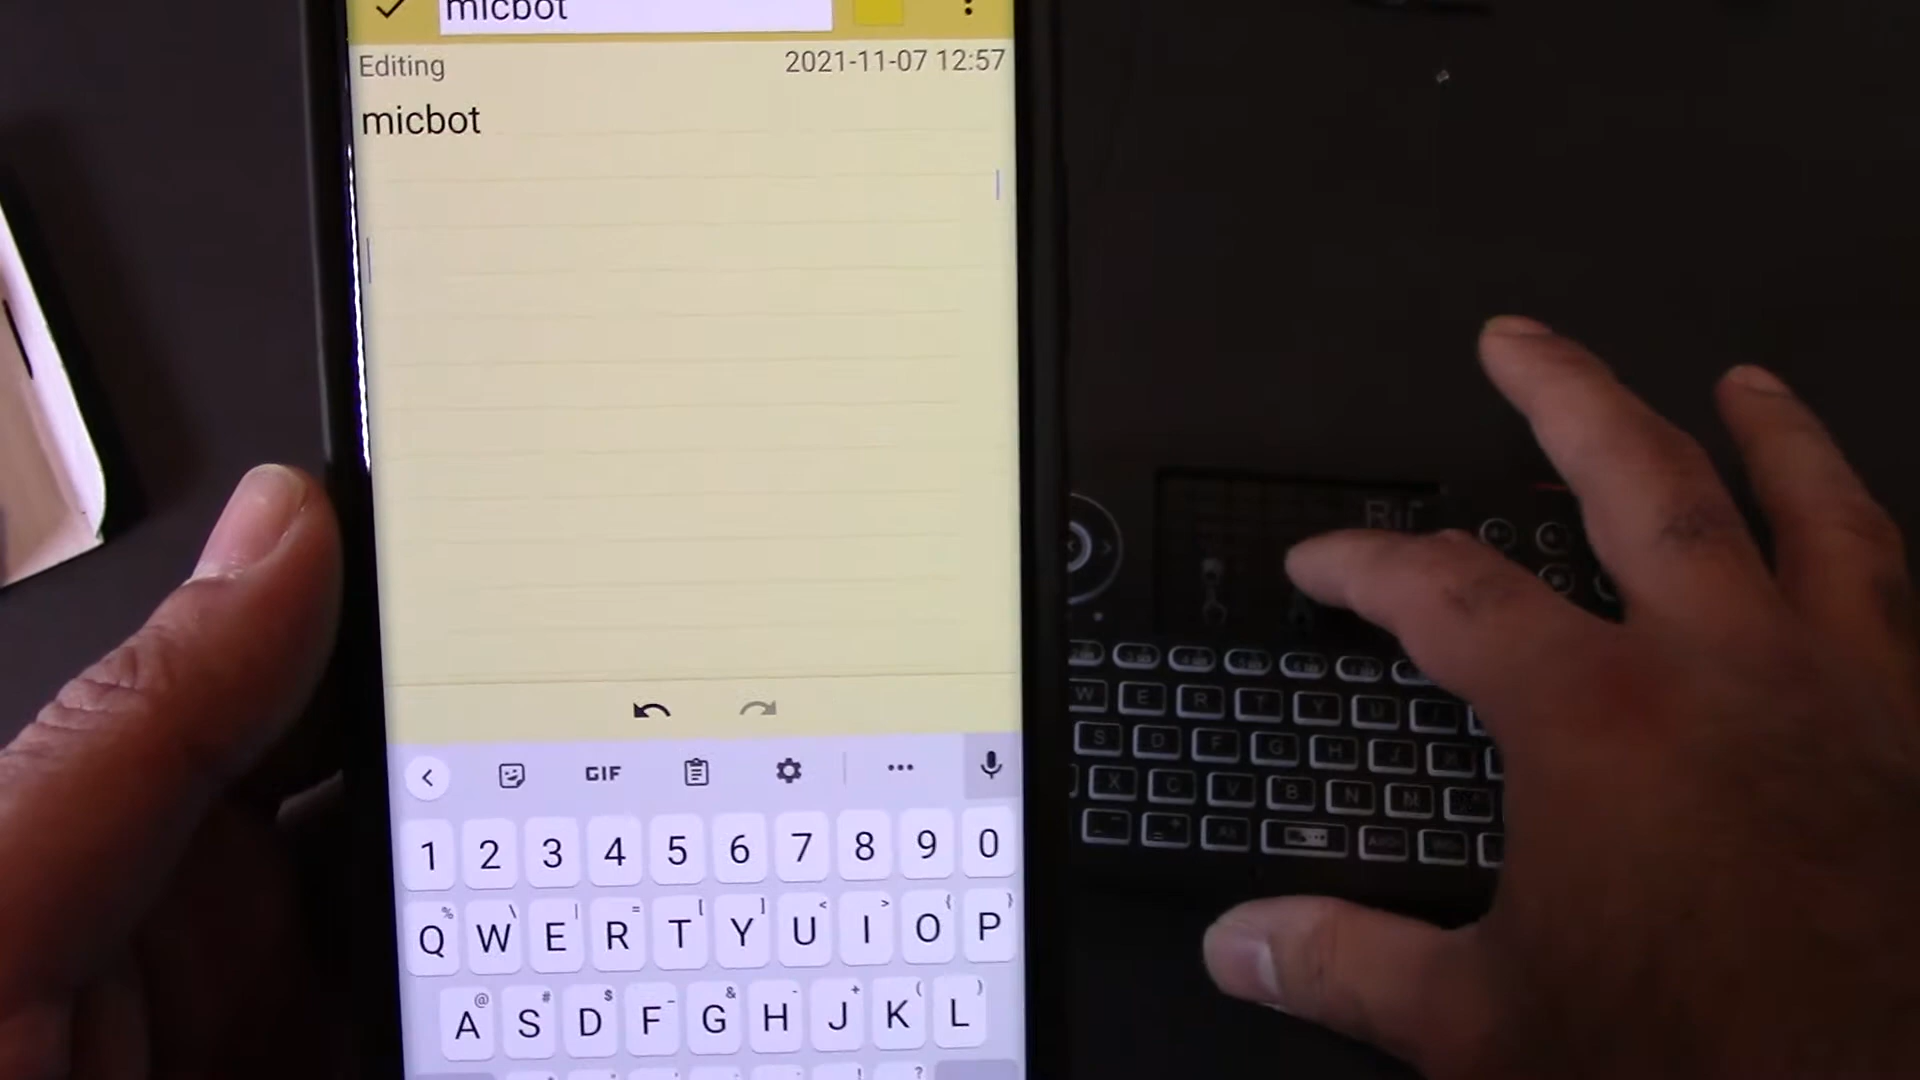 micbot
Editing 2021-11-07 12:57
micbot
GIF
1 2 3 4 5 6 7 8 9 0
% \ | = [ ] < > { }
Q W E R T Y U I O P
@ # $ _ & - + ( )
A S D F G H J K L
! ?
W E R T Y U
S D F G H J K
X C V B N M
Alt